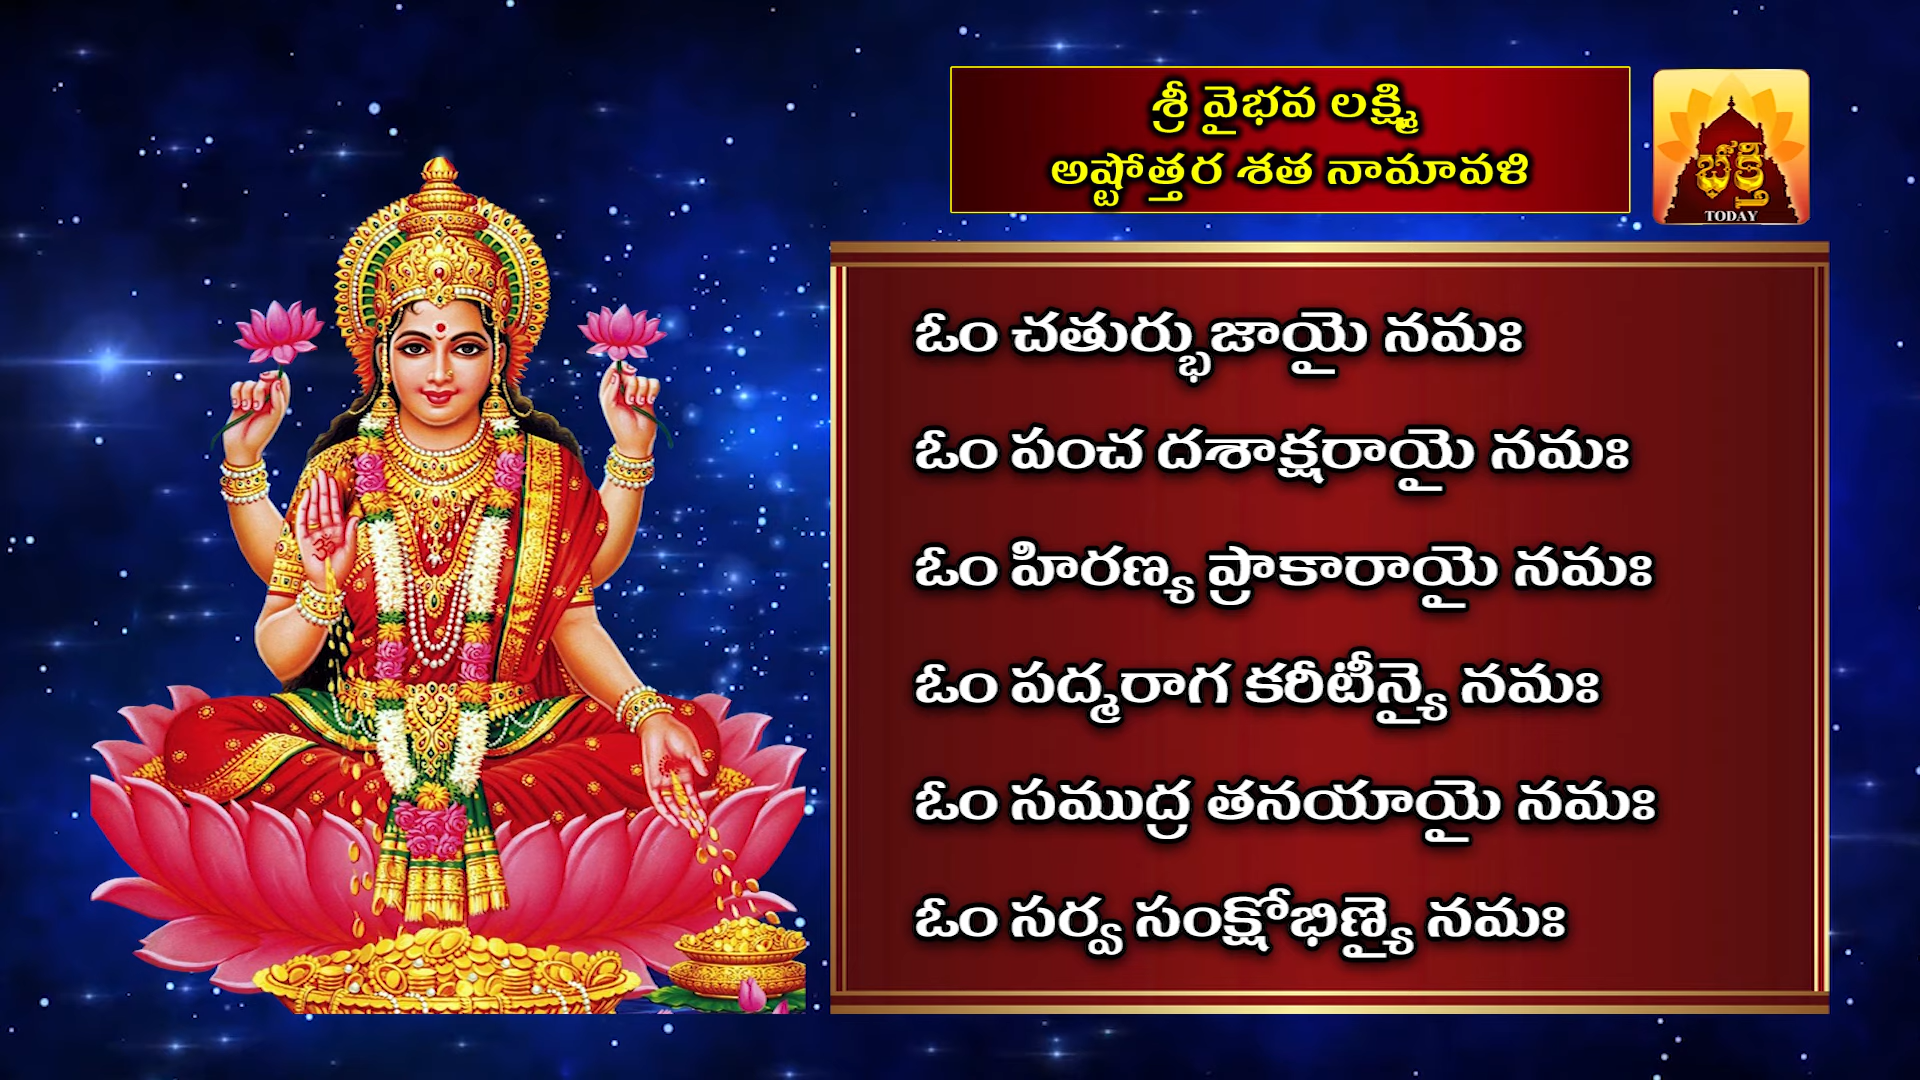 శ్రీ వైభవ లక్ష్మి
అష్టోత్తర శత నామావళి
భక్తి
TODAY
ఓం చతుర్భుజాయై నమః
ఓం పంచ దశాక్షరాయై నమః
ఓం హిరణ్య ప్రాకారాయై నమః
ఓం పద్మరాగ కరీటీన్యై నమః
ఓం సముద్ర తనయాయై నమః
ఓం సర్వ సంక్షోభిణ్యై నమః
ॐ